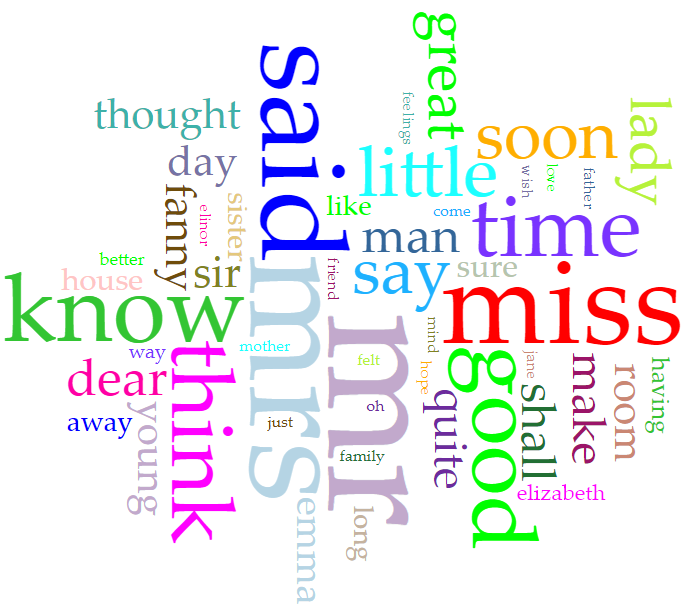 great
said
feelings
thought
soon
lady
day
little
wish
love
father
fanny
elinor
sister
like
come
man
time
better
sir
house
friend
say
sure
know
mrs
miss
mr
way
mother
think
felt
mind
hope
good
jane
make
room
having
dear
away
young
just
oh
quite
shall
family
elizabeth
emma
long